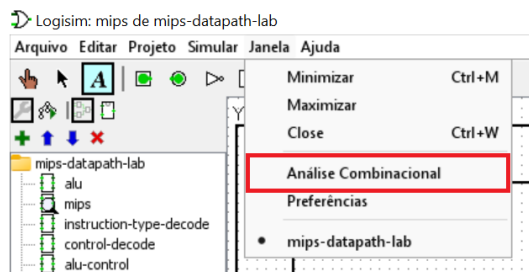 Logisim: mips de mips-datapath-lab
Arquivo Editar Projeto Simular Janela Ajuda
A
Minimizar Ctrl+M
Maximizar
Close Ctrl+W
Análise Combinacional
Preferências
mips-datapath-lab
mips-datapath-lab
alu
mips
instruction-type-decode
control-decode
alu-control